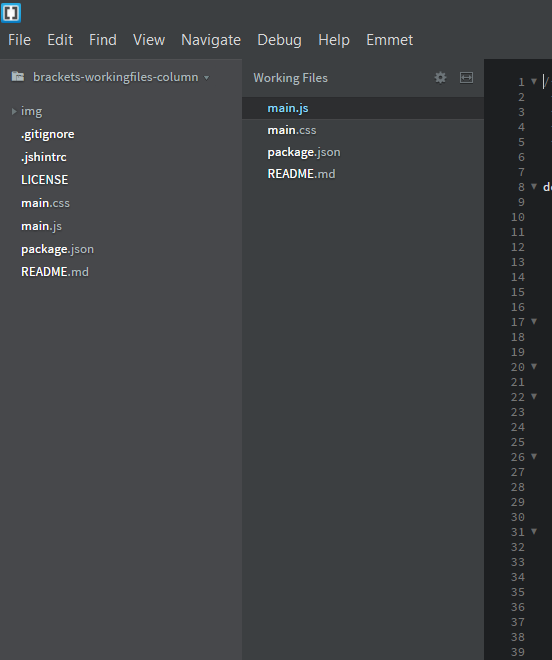 File Edit Find View Navigate Debug Help Emmet
brackets-workingfiles-column
img
.gitignore
.jshintrc
LICENSE
main.css
main.js
package.json
README.md
Working Files
main.js
main.css
package.json
README.md
1 /
2
3
4
5
6
7
8 de
9
10
11
12
13
14
15
16
17
18
19
20
21
22
23
24
25
26
27
28
29
30
31
32
33
34
35
36
37
38
39